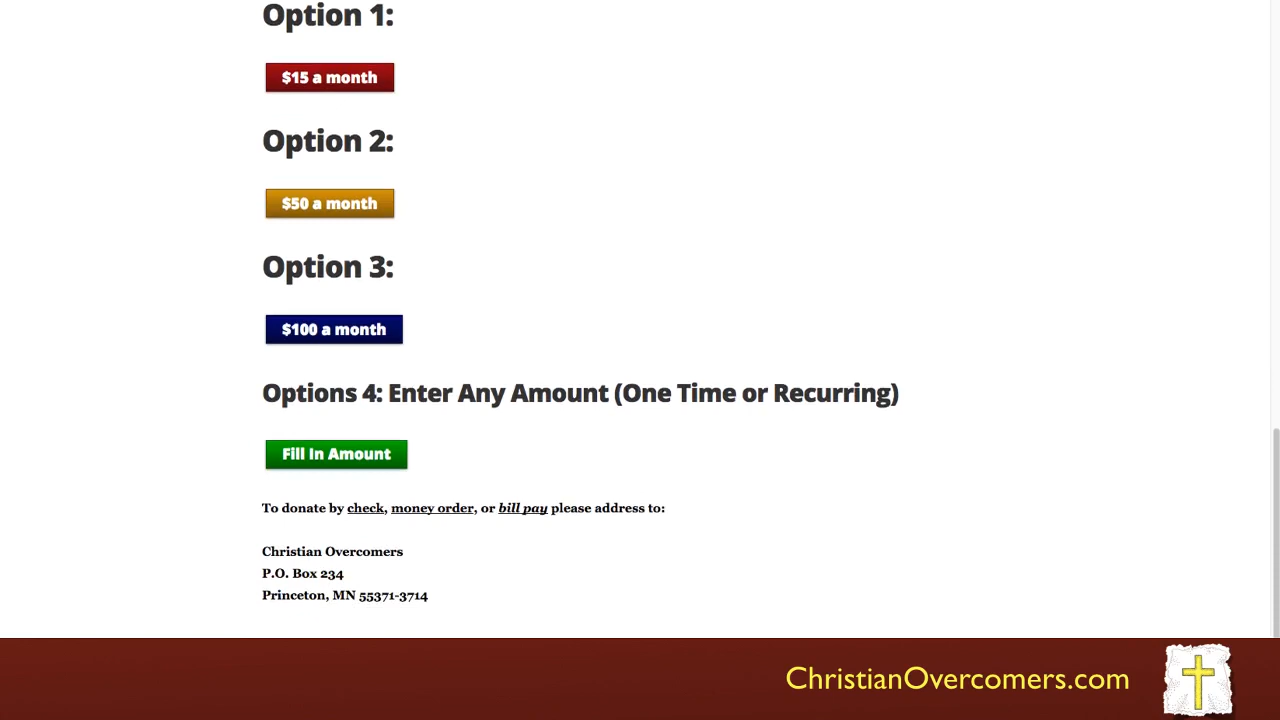 Option 1:
$15 a month
Option 2:
$50 a month
Option 3:
$100 a month
Options 4: Enter Any Amount (One Time or Recurring)
Fill In Amount
To donate by check, money order, or bill pay please address to:
Christian Overcomers
P.O. Box 234
Princeton, MN 55371-3714
ChristianOvercomers.com